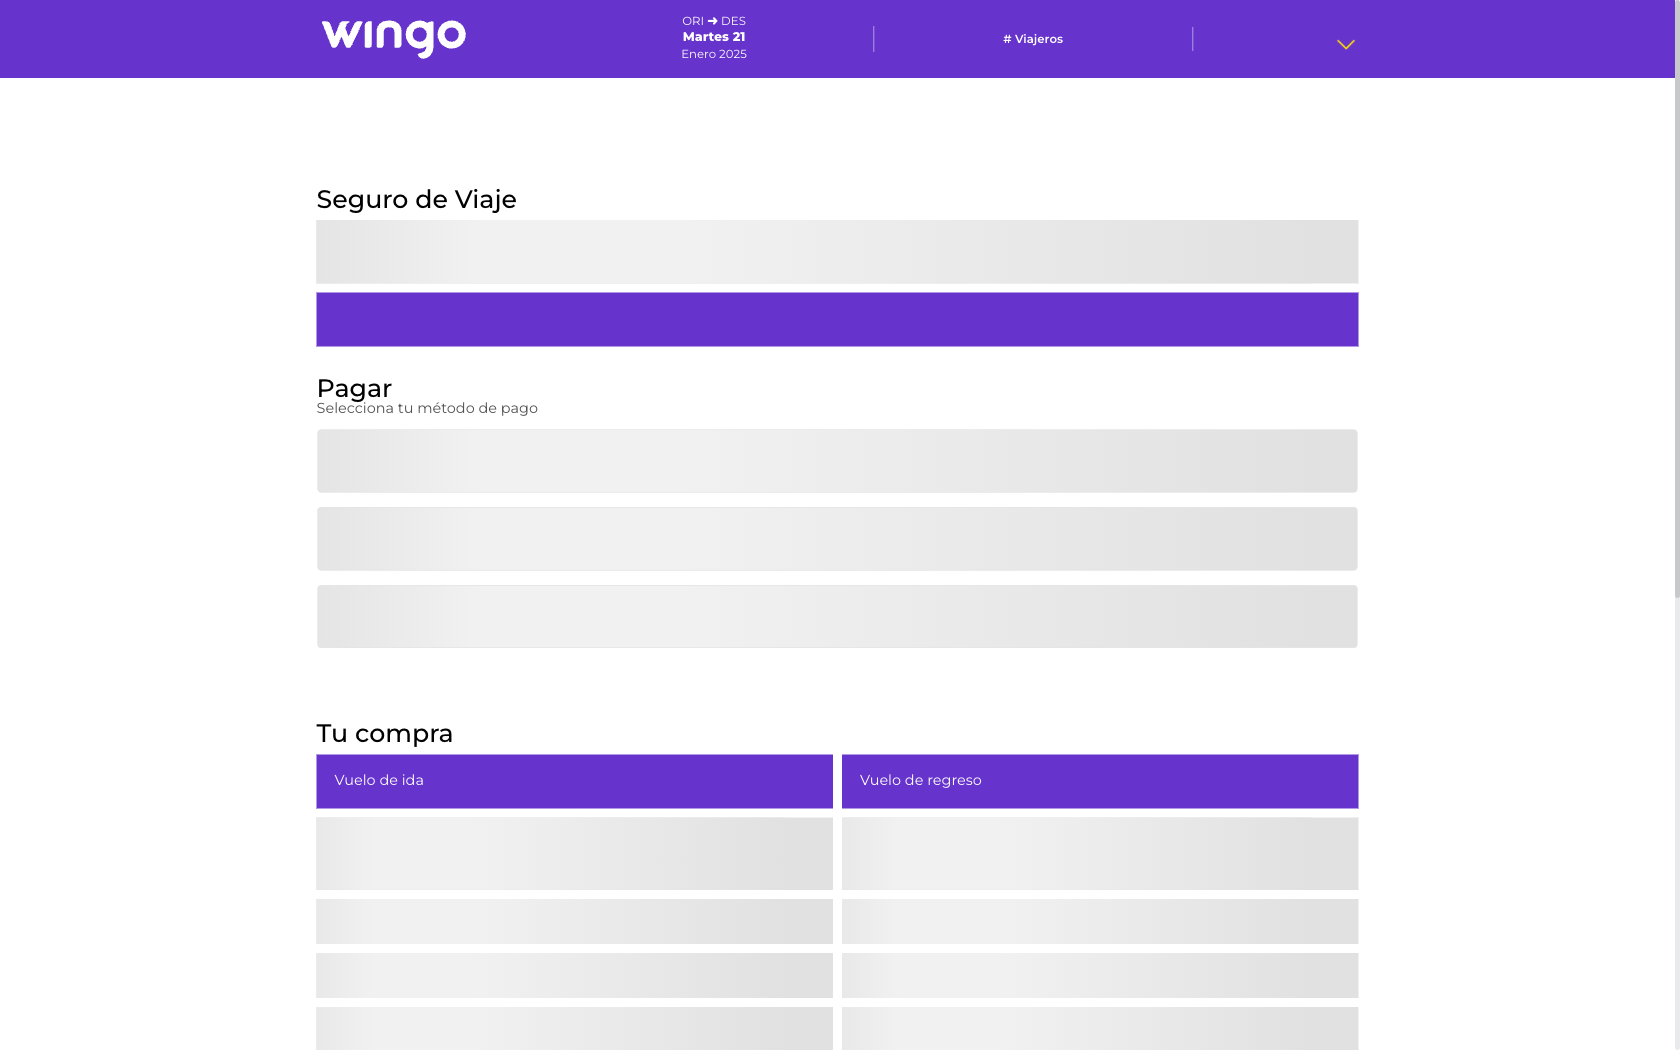 wingo
ORI ➜ DES
Martes 21
Enero 2025
# Viajeros
Seguro de Viaje
Pagar
Selecciona tu método de pago
Tu compra
Vuelo de ida
Vuelo de regreso